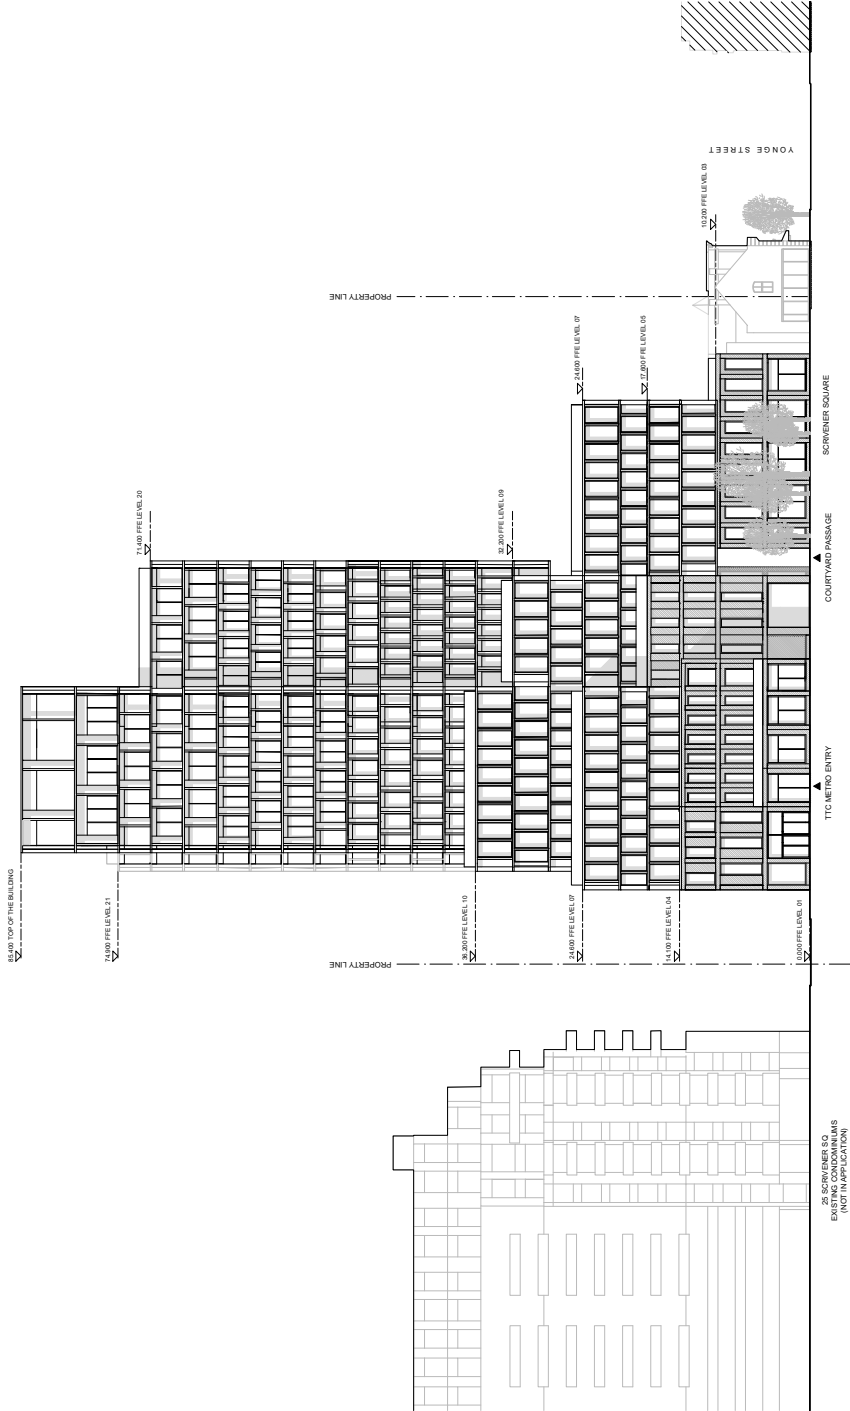 YONGE STREET
10.200 FFE LEVEL 03
PROPERTY LINE
24.600 FFE LEVEL 07
17.600 FFE LEVEL 05
SCRIVENER SQUARE
71.400 FFE LEVEL 20
32.200 FFE LEVEL 09
COURTYARD PASSAGE
TTC METRO ENTRY
85.400 TOP OF THE BUILDING
74.900 FFE LEVEL 21
36.200 FFE LEVEL 10
24.600 FFE LEVEL 07
14.100 FFE LEVEL 04
0.000 FFE LEVEL 01
PROPERTY LINE
25 SCRIVENER SQ
EXISTING CONDOMINIUMS
(NOT IN APPLICATION)